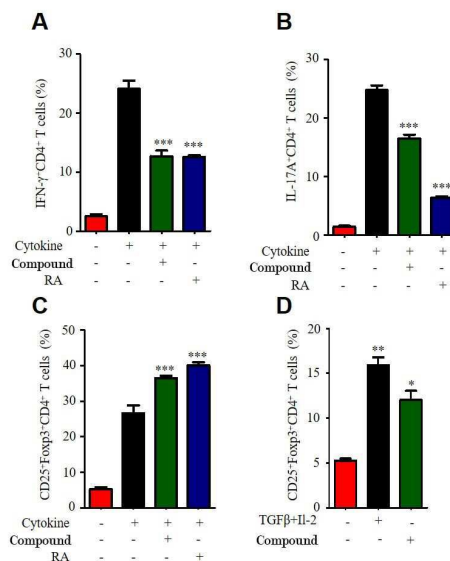 A
IFN-γ⁺CD4⁺ T cells (%)
30
20
10
0
*** ***
Cytokine - + + +
Compound - - + -
RA - - - +
B
IL-17A⁺CD4⁺ T cells (%)
30
20
10
0
***
***
Cytokine - + + +
Compound - - + -
RA - - - +
C
CD25⁺Foxp3⁺CD4⁺ T cells (%)
50
40
30
20
10
0
*** ***
Cytokine - + + +
Compound - - + -
RA - - - +
D
CD25⁺Foxp3⁺CD4⁺ T cells (%)
20
15
10
5
0
**
*
TGFβ+Il-2 - + -
Compound - - +